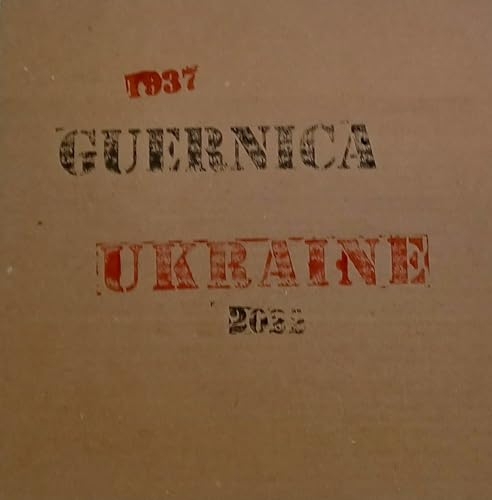 1937
GUERNICA
UKRAINE
2022